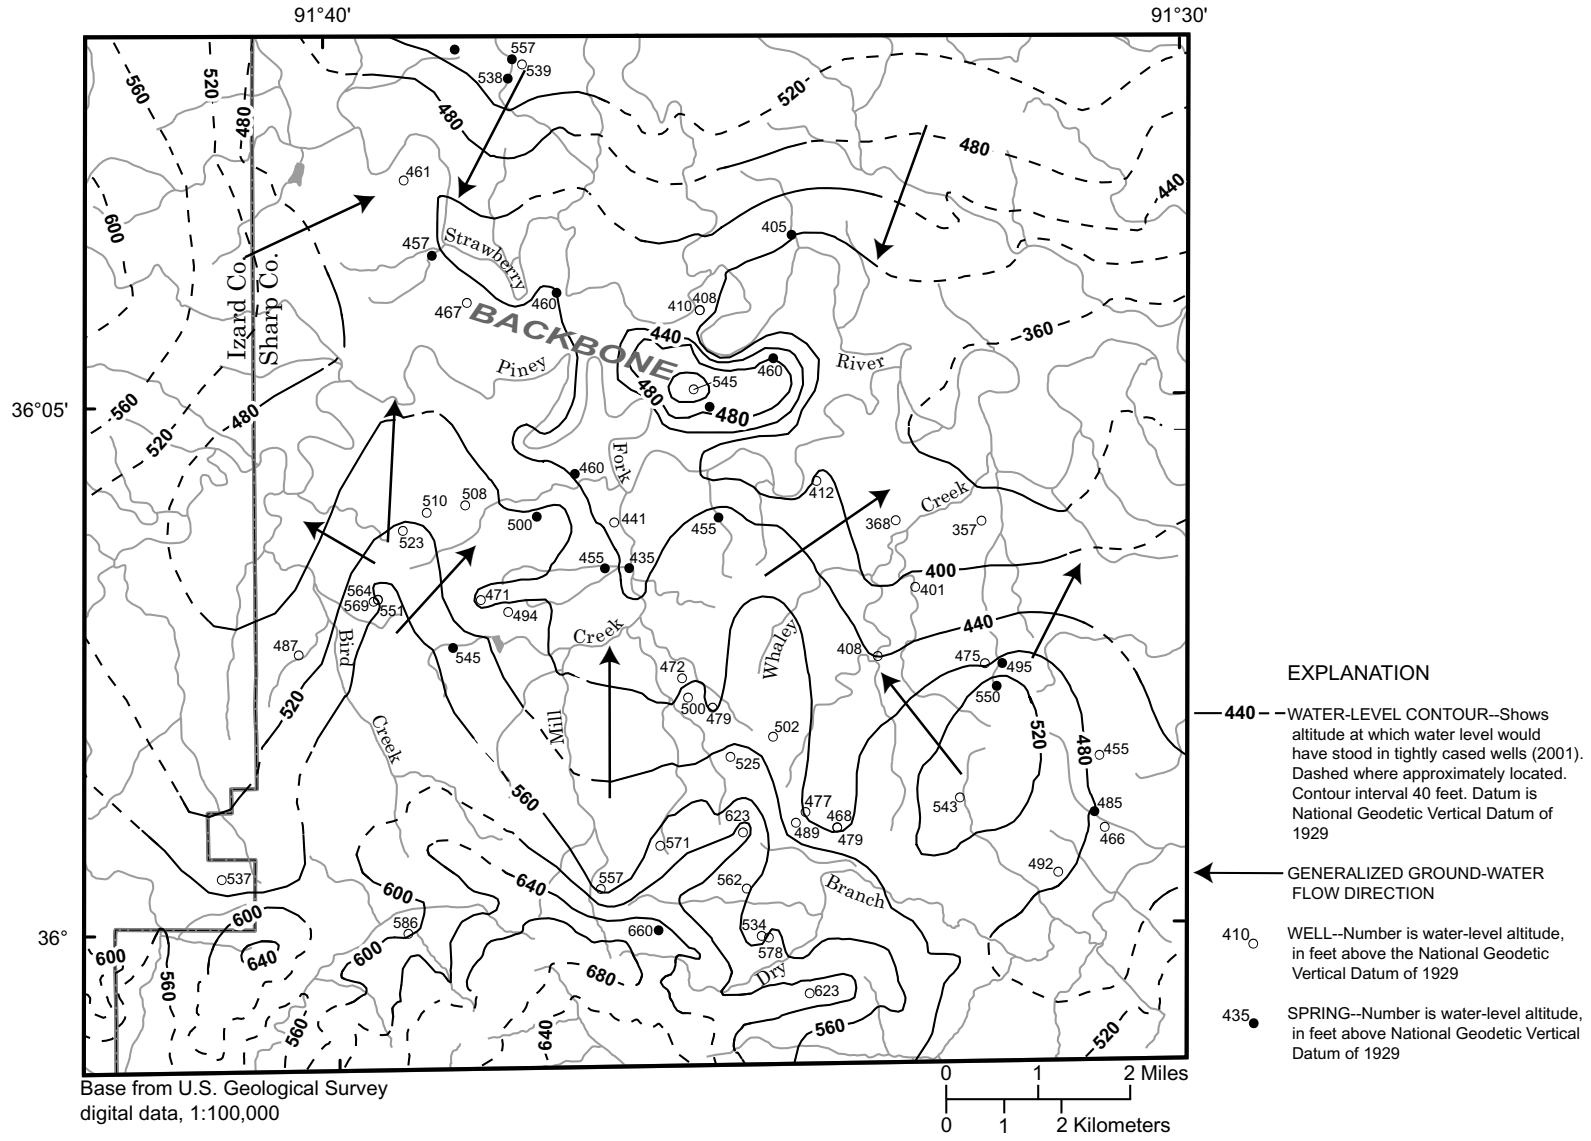 91°40'
91°30'
557
539
538
560
520
480
480
520
480
440
461
600
405
457
Strawberry
Izard Co.
Sharp Co.
467
460
410
408
BACKBONE
440
360
Piney
River
460
545
480
480
36°05'
560
520
480
Fork
460
412
510
508
500
441
455
368
Creek
357
523
455
435
400
401
564
569
551
471
494
Creek
440
487
Bird
545
Whaley
408
475
495
550
472
500
479
520
Mill
Creek
502
520
480
455
525
560
543
485
466
477
468
489
479
623
571
492
537
600
640
557
562
Branch
600
586
600
36°
600
640
560
660
534
578
Dry
680
623
560
560
640
520
EXPLANATION
440
WATER-LEVEL CONTOUR--Shows
altitude at which water level would
have stood in tightly cased wells (2001).
Dashed where approximately located.
Contour interval 40 feet. Datum is
National Geodetic Vertical Datum of
1929
GENERALIZED GROUND-WATER
FLOW DIRECTION
410
WELL--Number is water-level altitude,
in feet above the National Geodetic
Vertical Datum of 1929
435
SPRING--Number is water-level altitude,
in feet above National Geodetic Vertical
Datum of 1929
Base from U.S. Geological Survey
digital data, 1:100,000
0 1 2 Miles
0 1 2 Kilometers